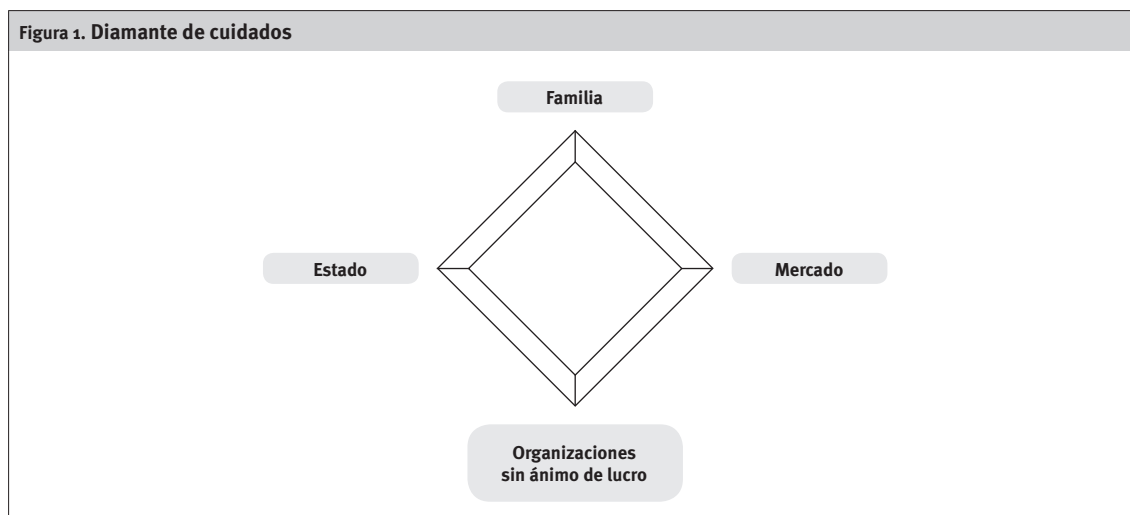 Figura 1. Diamante de cuidados
Familia
Estado
Mercado
Organizaciones
sin ánimo de lucro